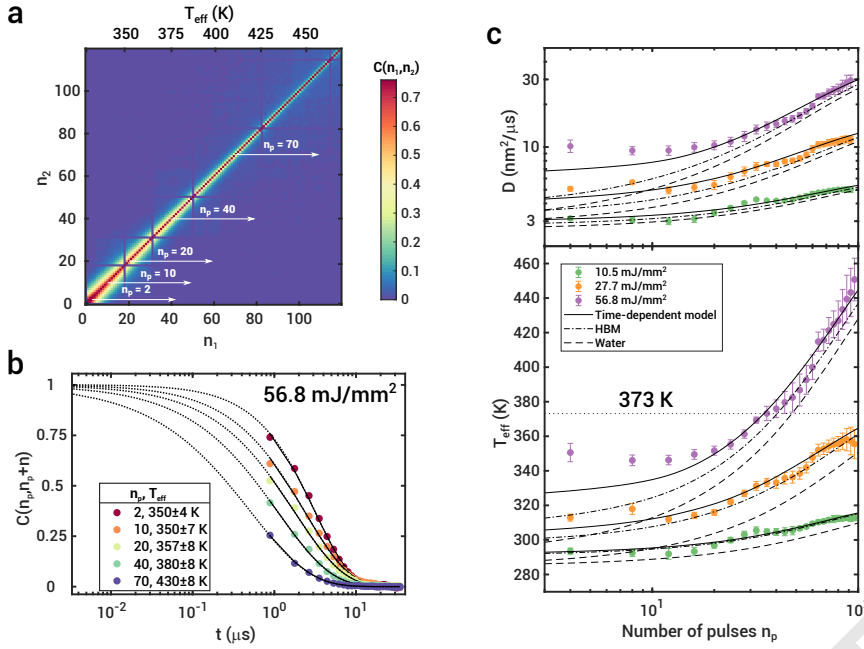 a
T_eff (K)
350 375 400 425 450
C(n₁,n₂)
120
100
80
60
40
20
0
n₂
n_p = 70
n_p = 40
n_p = 20
n_p = 10
n_p = 2
0 20 40 60 80 100
n₁
0.7
0.6
0.5
0.4
0.3
0.2
0.1
0
b
56.8 mJ/mm²
1
0.75
0.5
0.25
0
C(n_p,n_p+n)
n_p, T_eff
2, 350±4 K
10, 350±7 K
20, 357±8 K
40, 380±8 K
70, 430±8 K
10⁻² 10⁻¹ 10⁰ 10¹
t (μs)
c
30
10
3
D (nm²/μs)
460
440
420
400
380
360
340
320
300
280
T_eff (K)
10.5 mJ/mm²
27.7 mJ/mm²
56.8 mJ/mm²
Time-dependent model
HBM
Water
373 K
10¹
Number of pulses n_p